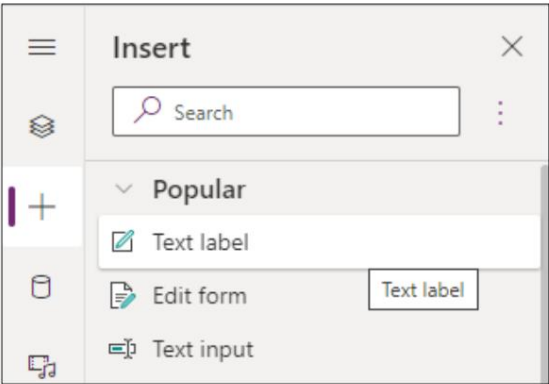 Insert
Search
Popular
Text label
Edit form
Text label
Text input